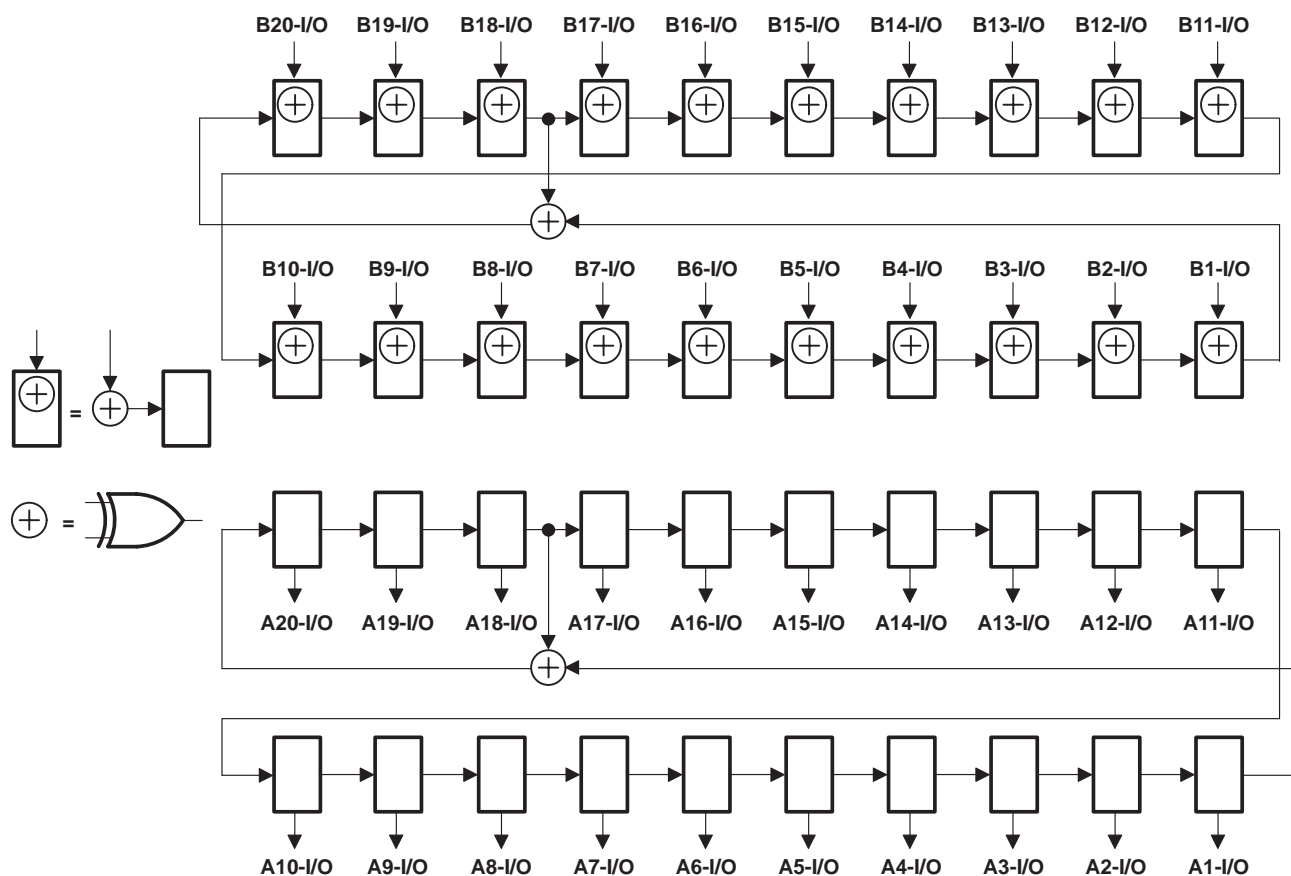 B20-I/O B19-I/O B18-I/O B17-I/O B16-I/O B15-I/O B14-I/O B13-I/O B12-I/O B11-I/O
B10-I/O B9-I/O B8-I/O B7-I/O B6-I/O B5-I/O B4-I/O B3-I/O B2-I/O B1-I/O
=
=
A20-I/O A19-I/O A18-I/O A17-I/O A16-I/O A15-I/O A14-I/O A13-I/O A12-I/O A11-I/O
A10-I/O A9-I/O A8-I/O A7-I/O A6-I/O A5-I/O A4-I/O A3-I/O A2-I/O A1-I/O